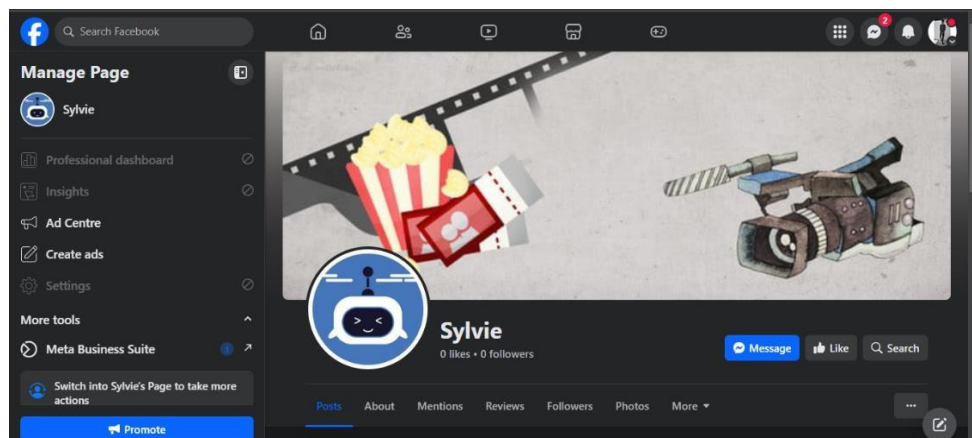 Search Facebook
2
Manage Page
Sylvie
Professional dashboard
Insights
Ad Centre
Create ads
Settings
More tools
Meta Business Suite
Switch into Sylvie's Page to take more
actions
Promote
Sylvie
0 likes • 0 followers
Message
Like
Search
Posts
About
Mentions
Reviews
Followers
Photos
More